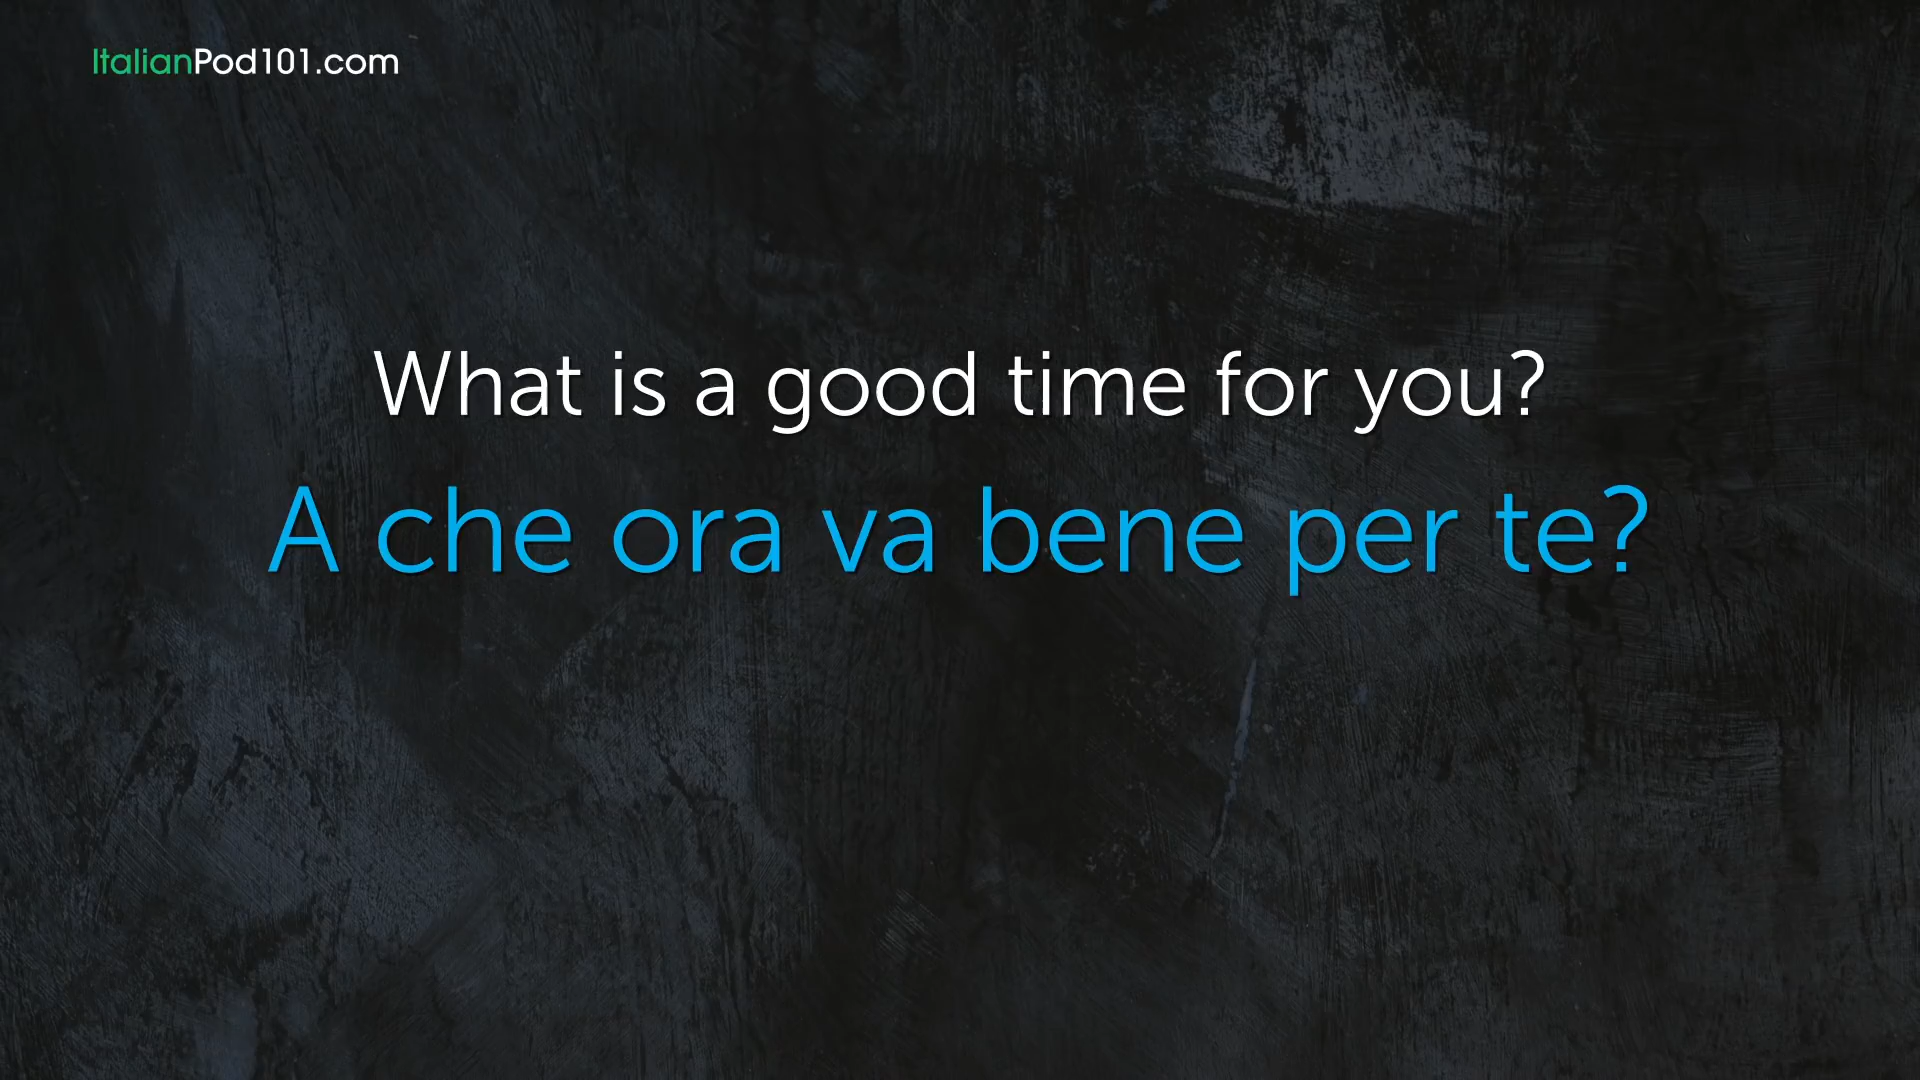 ItalianPod101.com
What is a good time for you?
A che ora va bene per te?